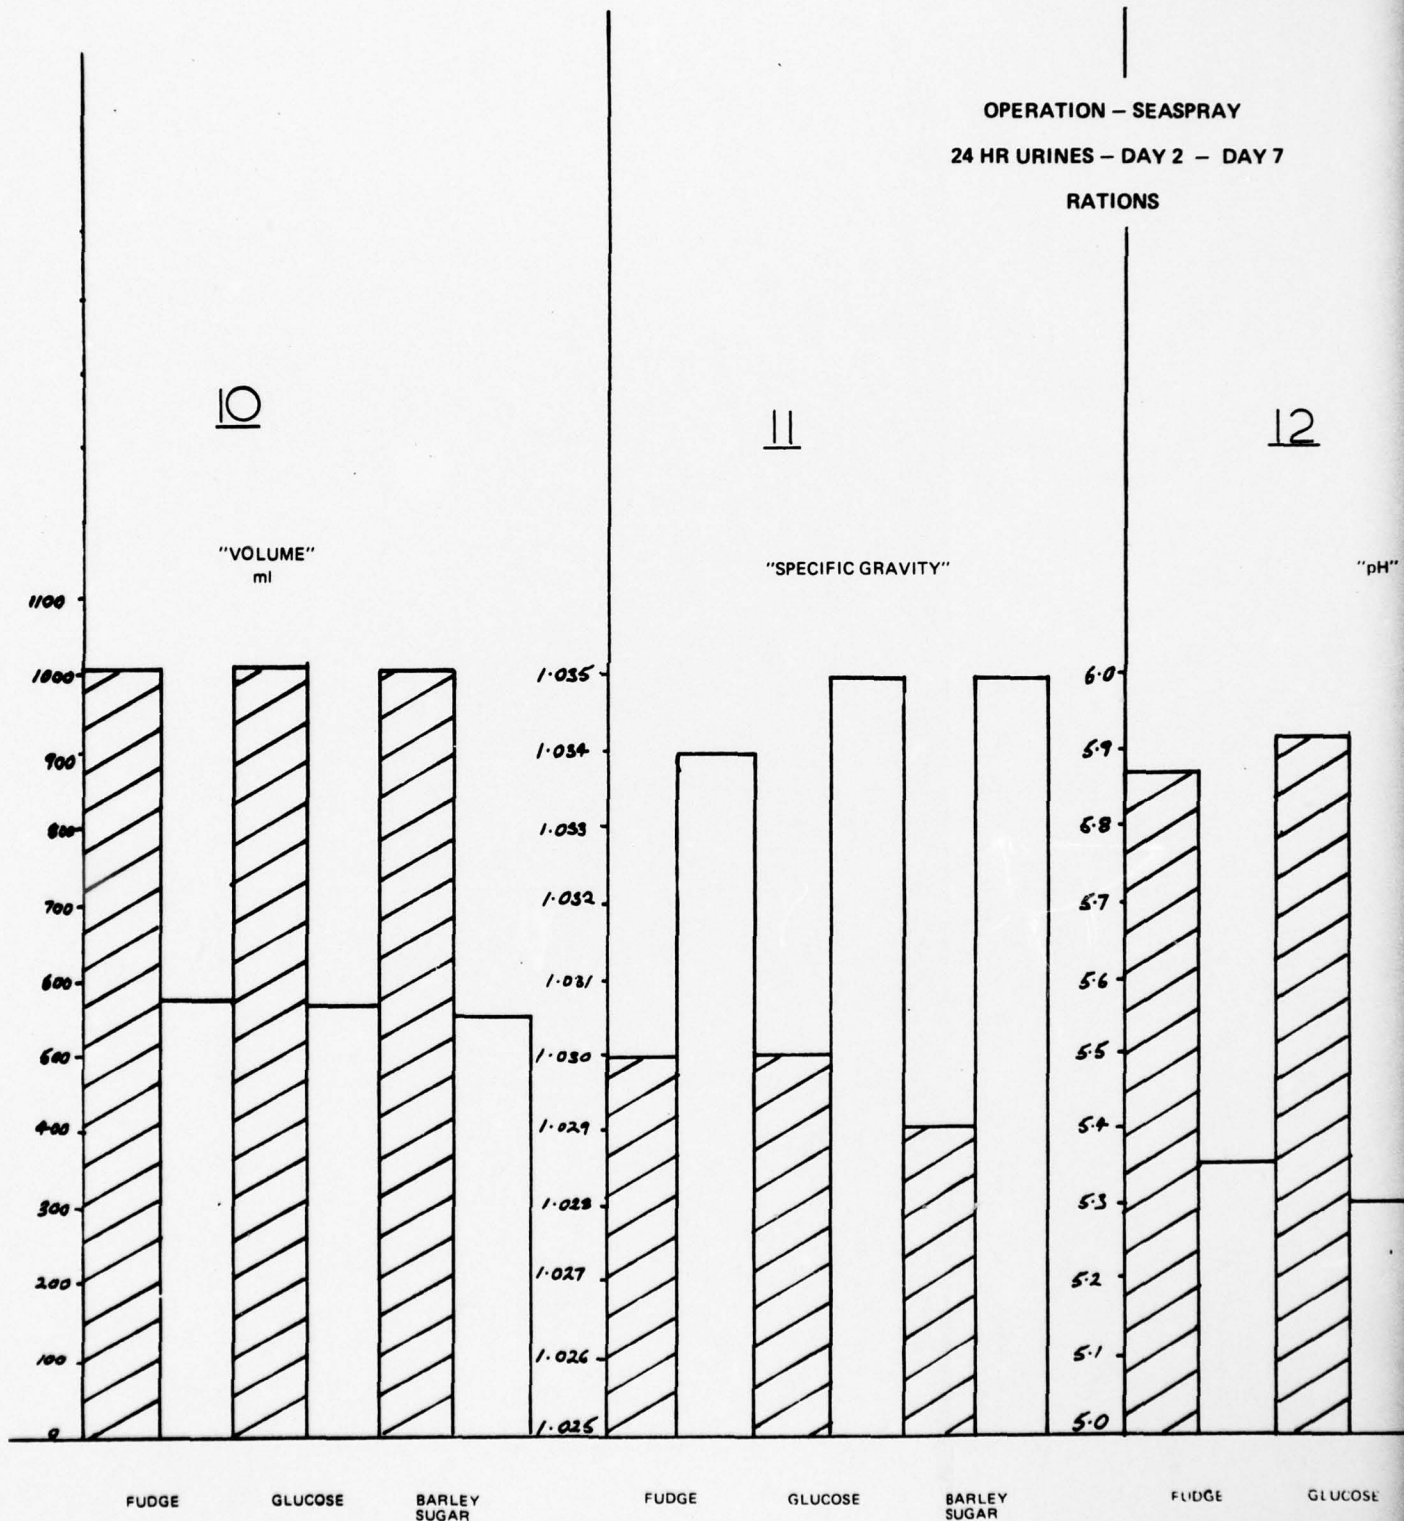 OPERATION – SEASPRAY
24 HR URINES – DAY 2 – DAY 7
RATIONS
10
"VOLUME"
ml
1100
1000
900
800
700
600
500
400
300
200
100
0
FUDGE
GLUCOSE
BARLEY
SUGAR
11
"SPECIFIC GRAVITY"
1.035
1.034
1.033
1.032
1.031
1.030
1.029
1.028
1.027
1.026
1.025
FUDGE
GLUCOSE
BARLEY
SUGAR
12
"pH"
6.0
5.9
5.8
5.7
5.6
5.5
5.4
5.3
5.2
5.1
5.0
FUDGE
GLUCOSE